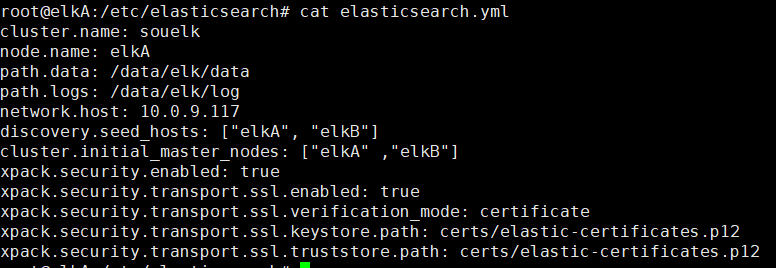 root@elkA:/etc/elasticsearch# cat elasticsearch.yml
cluster.name: souelk
node.name: elkA
path.data: /data/elk/data
path.logs: /data/elk/log
network.host: 10.0.9.117
discovery.seed_hosts: ["elkA", "elkB"]
cluster.initial_master_nodes: ["elkA" ,"elkB"]
xpack.security.enabled: true
xpack.security.transport.ssl.enabled: true
xpack.security.transport.ssl.verification_mode: certificate
xpack.security.transport.ssl.keystore.path: certs/elastic-certificates.p12
xpack.security.transport.ssl.truststore.path: certs/elastic-certificates.p12